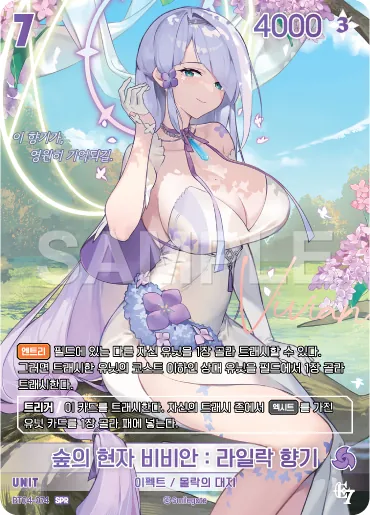 7
4000 3
이 향기가,
영원히 기억되길.
SAMPLE
Vivian
엔트리 필드에 있는 다른 자신 유닛을 1장 골라 트래시할 수 있다.
그러면 트래시한 유닛의 코스트 이하인 상대 유닛을 필드에서 1장 골라
트래시한다.
트리거 이 카드를 트래시한다. 자신의 트래시 존에서 엑시트 를 가진
유닛 카드를 1장 골라 패에 넣는다.
숲의 현자 비비안 : 라일락 향기
UNIT
이펙트 / 몰락의 대지
SPR
©Smilegate
E7